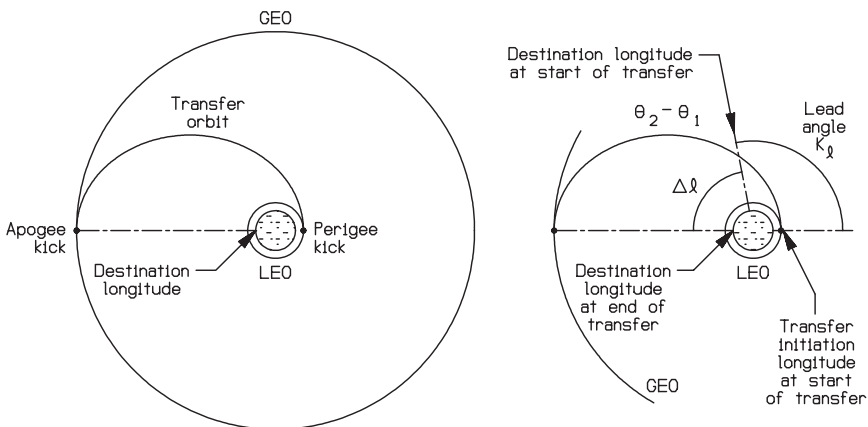 GEO
Transfer
orbit
Apogee
kick
Perigee
kick
Destination
longitude
LEO
Destination longitude
at start of transfer
θ₂ – θ₁
Lead
angle
Kℓ
Δℓ
Destination
longitude
at end of
transfer
LEO
Transfer
initiation
longitude
at start
of transfer
GEO